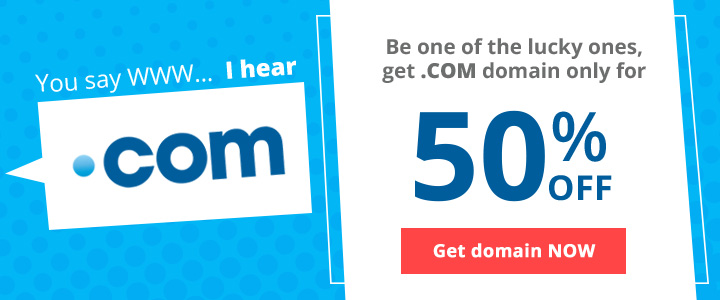 You say WWW... I hear
.com
Be one of the lucky ones,
get .COM domain only for
50%
OFF
Get domain NOW